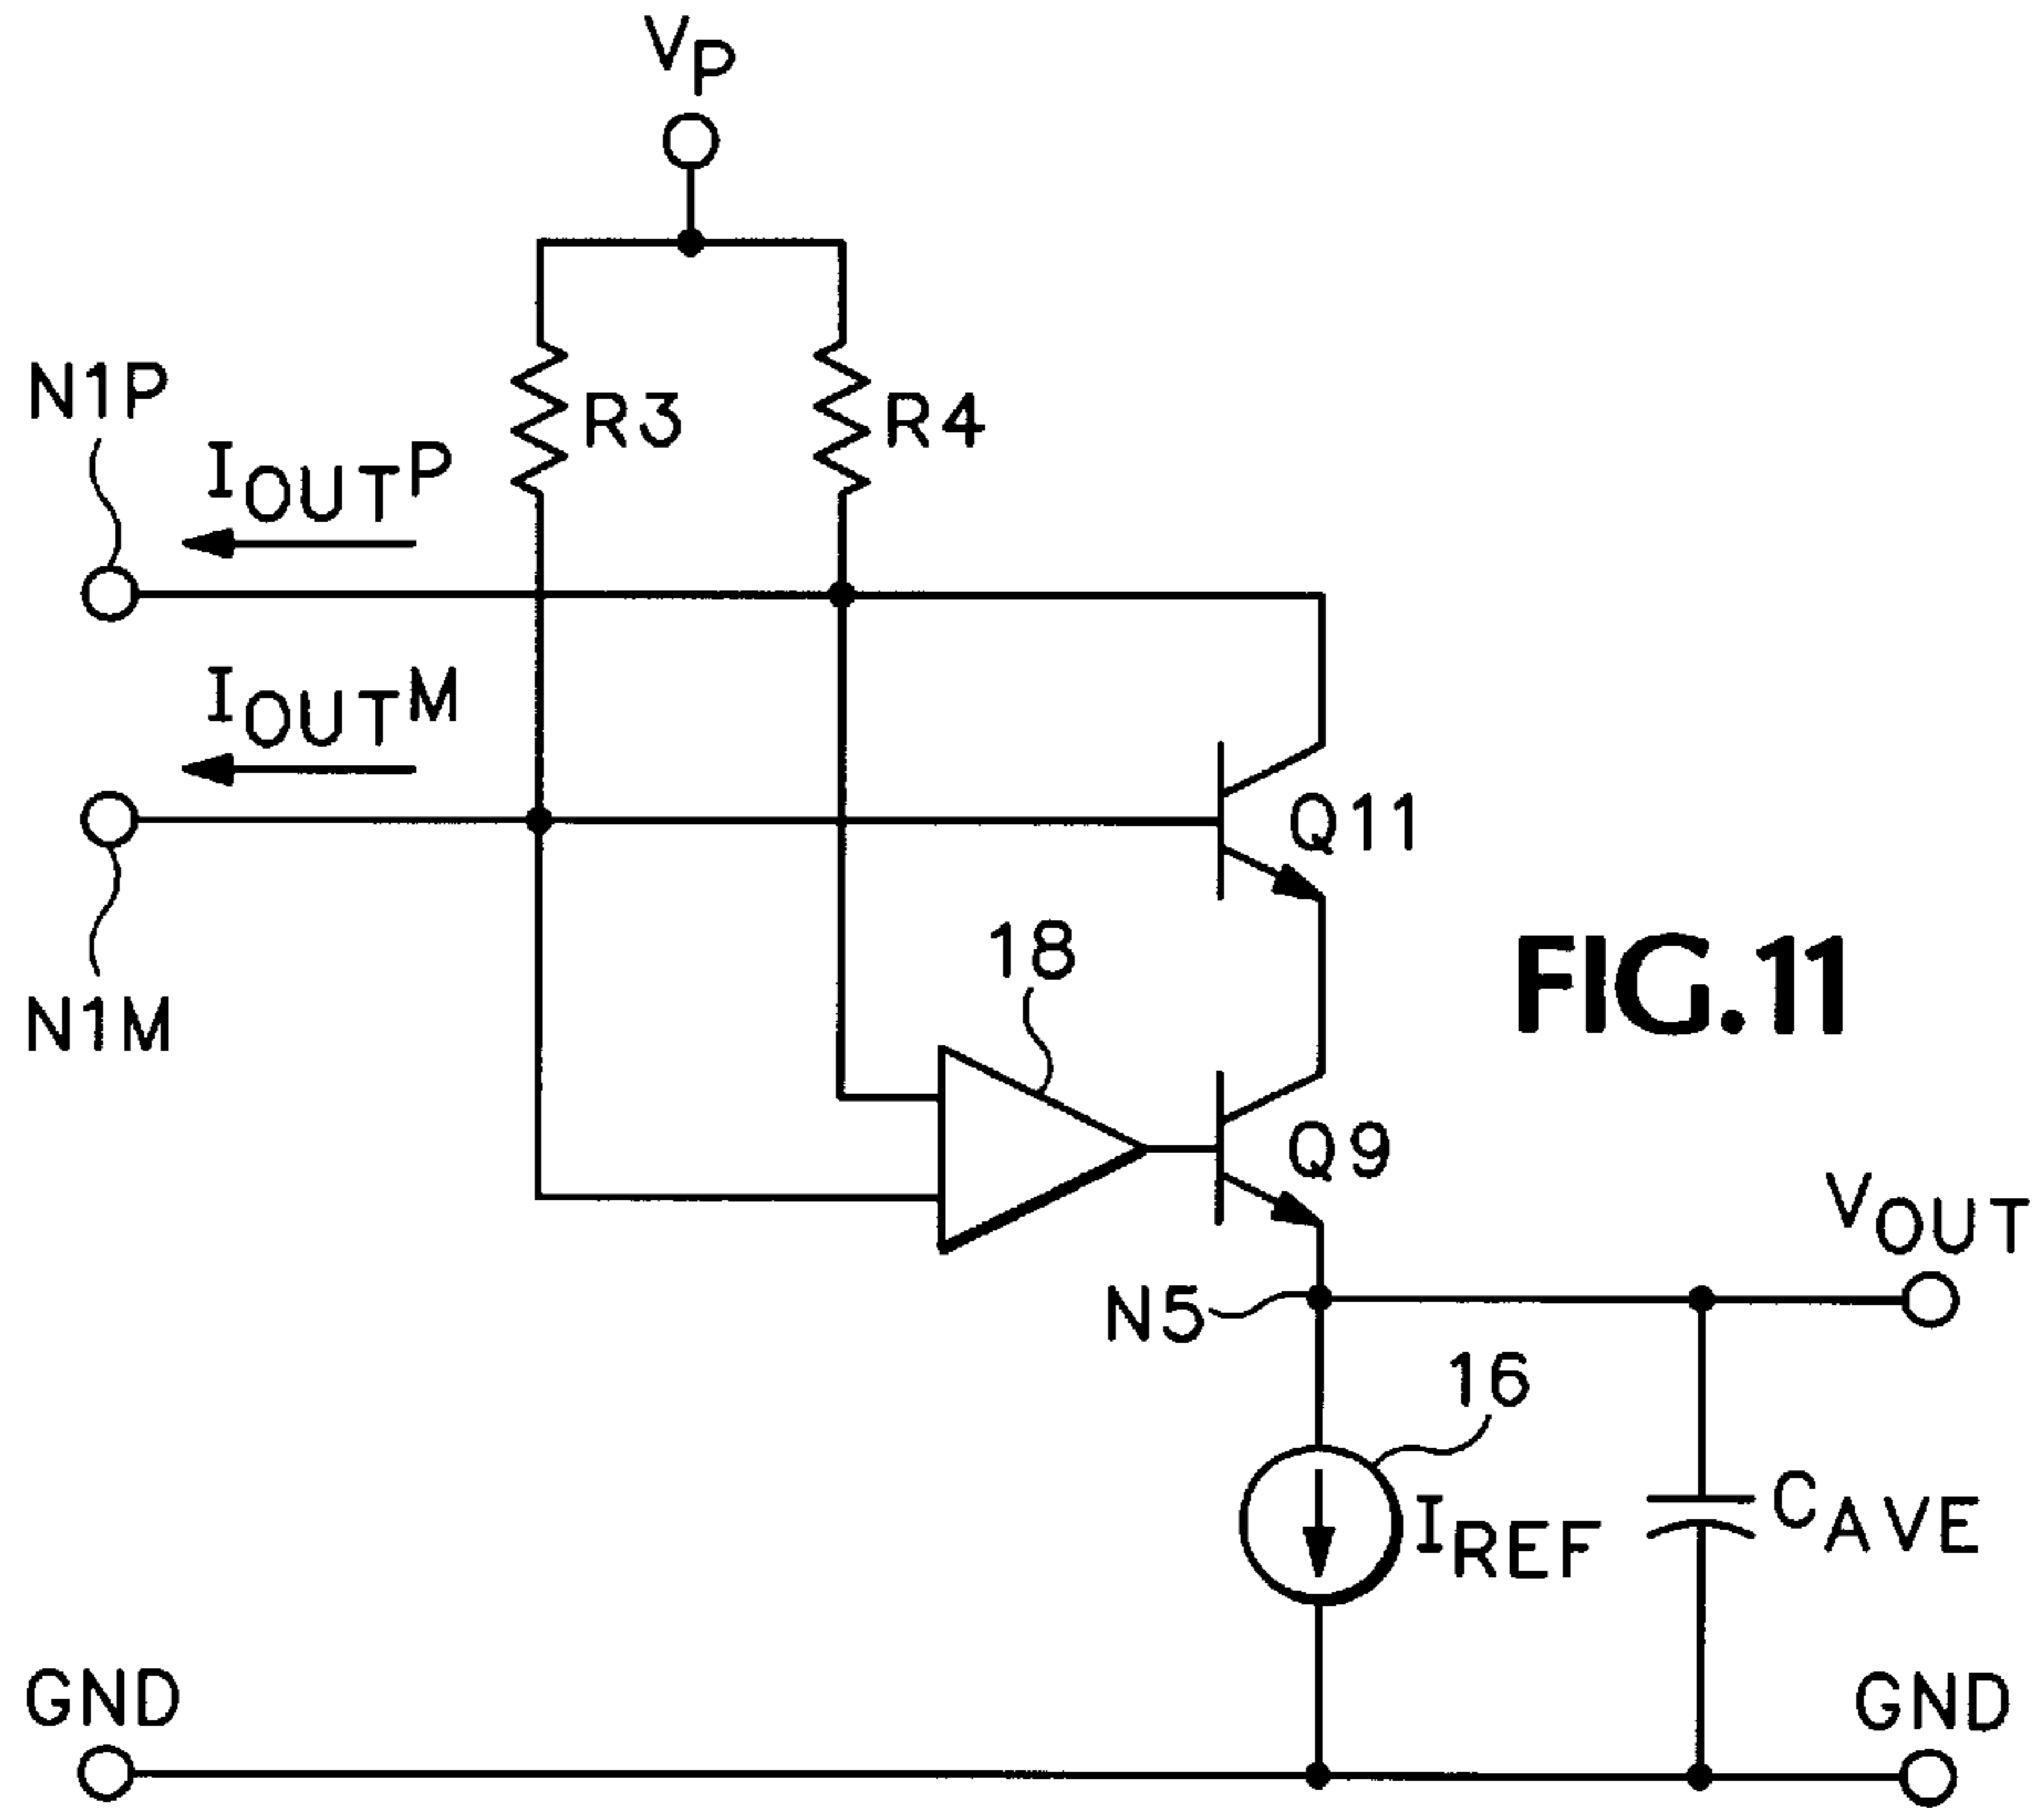 VP
N1P
R3
R4
IOUTP
IOUTM
Q11
18
FIG.11
N1M
Q9
VOUT
N5
16
IREF
CAVE
GND
GND